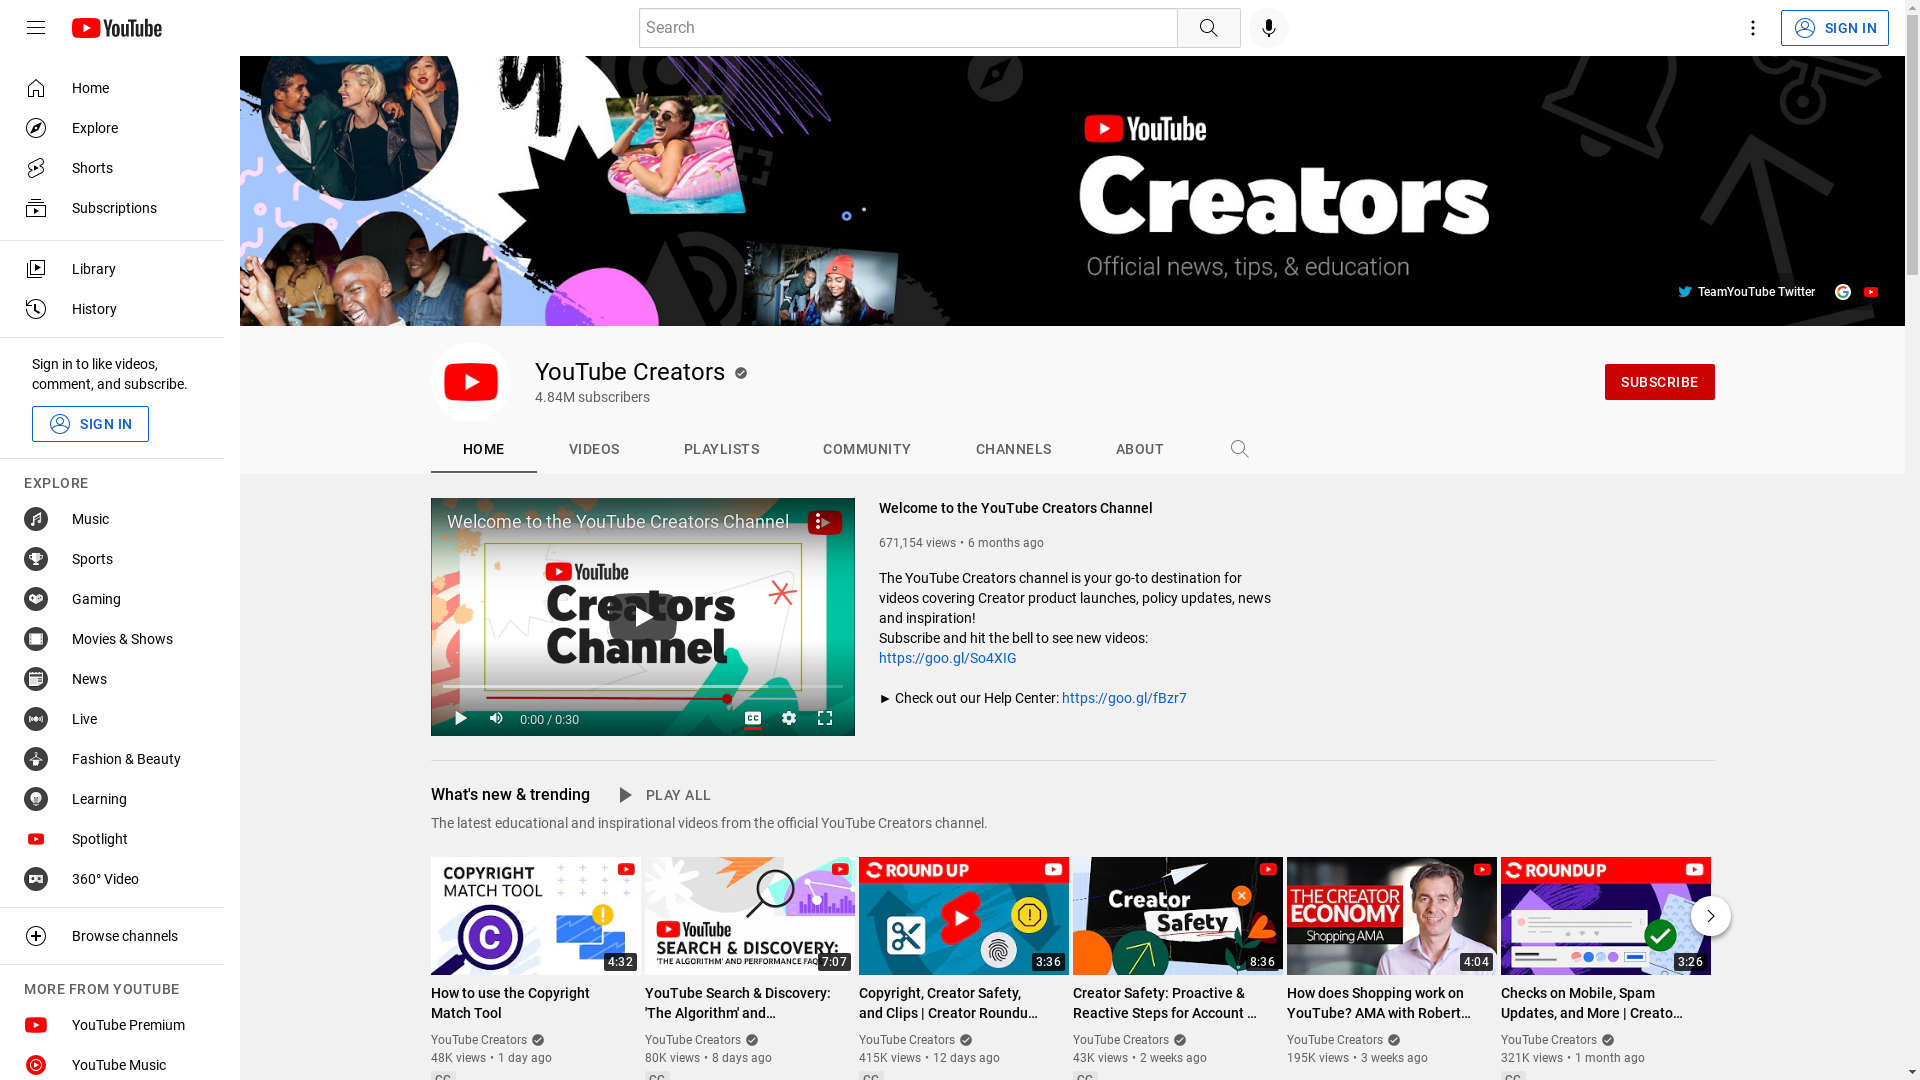 YouTube
Search
SIGN IN
Home
Explore
Shorts
Subscriptions
Library
History
Sign in to like videos,
comment, and subscribe.
SIGN IN
EXPLORE
Music
Sports
Gaming
Movies & Shows
News
Live
Fashion & Beauty
Learning
Spotlight
360° Video
Browse channels
MORE FROM YOUTUBE
YouTube Premium
YouTube Music
YouTube
Creators
Official news, tips, & education
TeamYouTube Twitter
YouTube Creators
4.84M subscribers
SUBSCRIBE
HOME VIDEOS PLAYLISTS COMMUNITY CHANNELS ABOUT
Welcome to the YouTube Creators Channel
YouTube
Creators
Channel
0:00 / 0:30
CC
Welcome to the YouTube Creators Channel
671,154 views • 6 months ago
The YouTube Creators channel is your go-to destination for
videos covering Creator product launches, policy updates, news
and inspiration!
Subscribe and hit the bell to see new videos:
https://goo.gl/So4XIG
► Check out our Help Center: https://goo.gl/fBzr7
What's new & trending
PLAY ALL
The latest educational and inspirational videos from the official YouTube Creators channel.
COPYRIGHT
MATCH TOOL
C
4:32
How to use the Copyright
Match Tool
YouTube Creators
48K views • 1 day ago
CC
YouTube
SEARCH & DISCOVERY:
'THE ALGORITHM' AND PERFORMANCE FAQ
7:07
YouTube Search & Discovery:
'The Algorithm' and…
YouTube Creators
80K views • 8 days ago
CC
ROUND UP
3:36
Copyright, Creator Safety,
and Clips | Creator Roundu…
YouTube Creators
415K views • 12 days ago
CC
Creator
Safety
8:36
Creator Safety: Proactive &
Reactive Steps for Account …
YouTube Creators
43K views • 2 weeks ago
CC
THE CREATOR
ECONOMY
Shopping AMA
4:04
How does Shopping work on
YouTube? AMA with Robert…
YouTube Creators
195K views • 3 weeks ago
ROUNDUP
3:26
Checks on Mobile, Spam
Updates, and More | Creato…
YouTube Creators
321K views • 1 month ago
CC